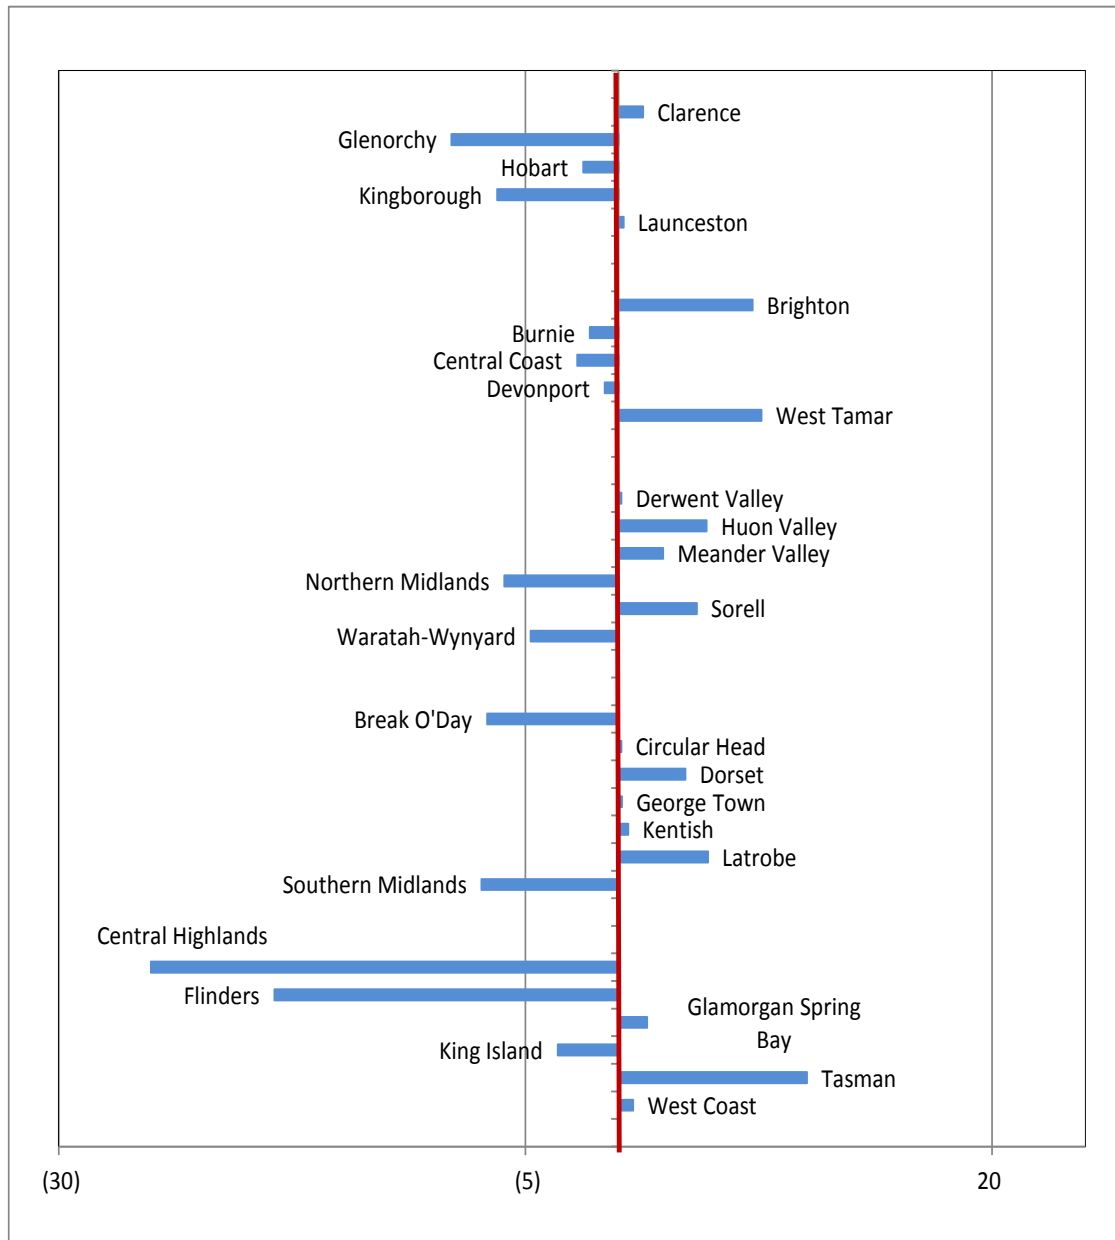 Clarence
Glenorchy
Hobart
Kingborough
Launceston
Brighton
Burnie
Central Coast
Devonport
West Tamar
Derwent Valley
Huon Valley
Meander Valley
Northern Midlands
Sorell
Waratah-Wynyard
Break O'Day
Circular Head
Dorset
George Town
Kentish
Latrobe
Southern Midlands
Central Highlands
Flinders
Glamorgan Spring
Bay
King Island
Tasman
West Coast
(30) (5) 20